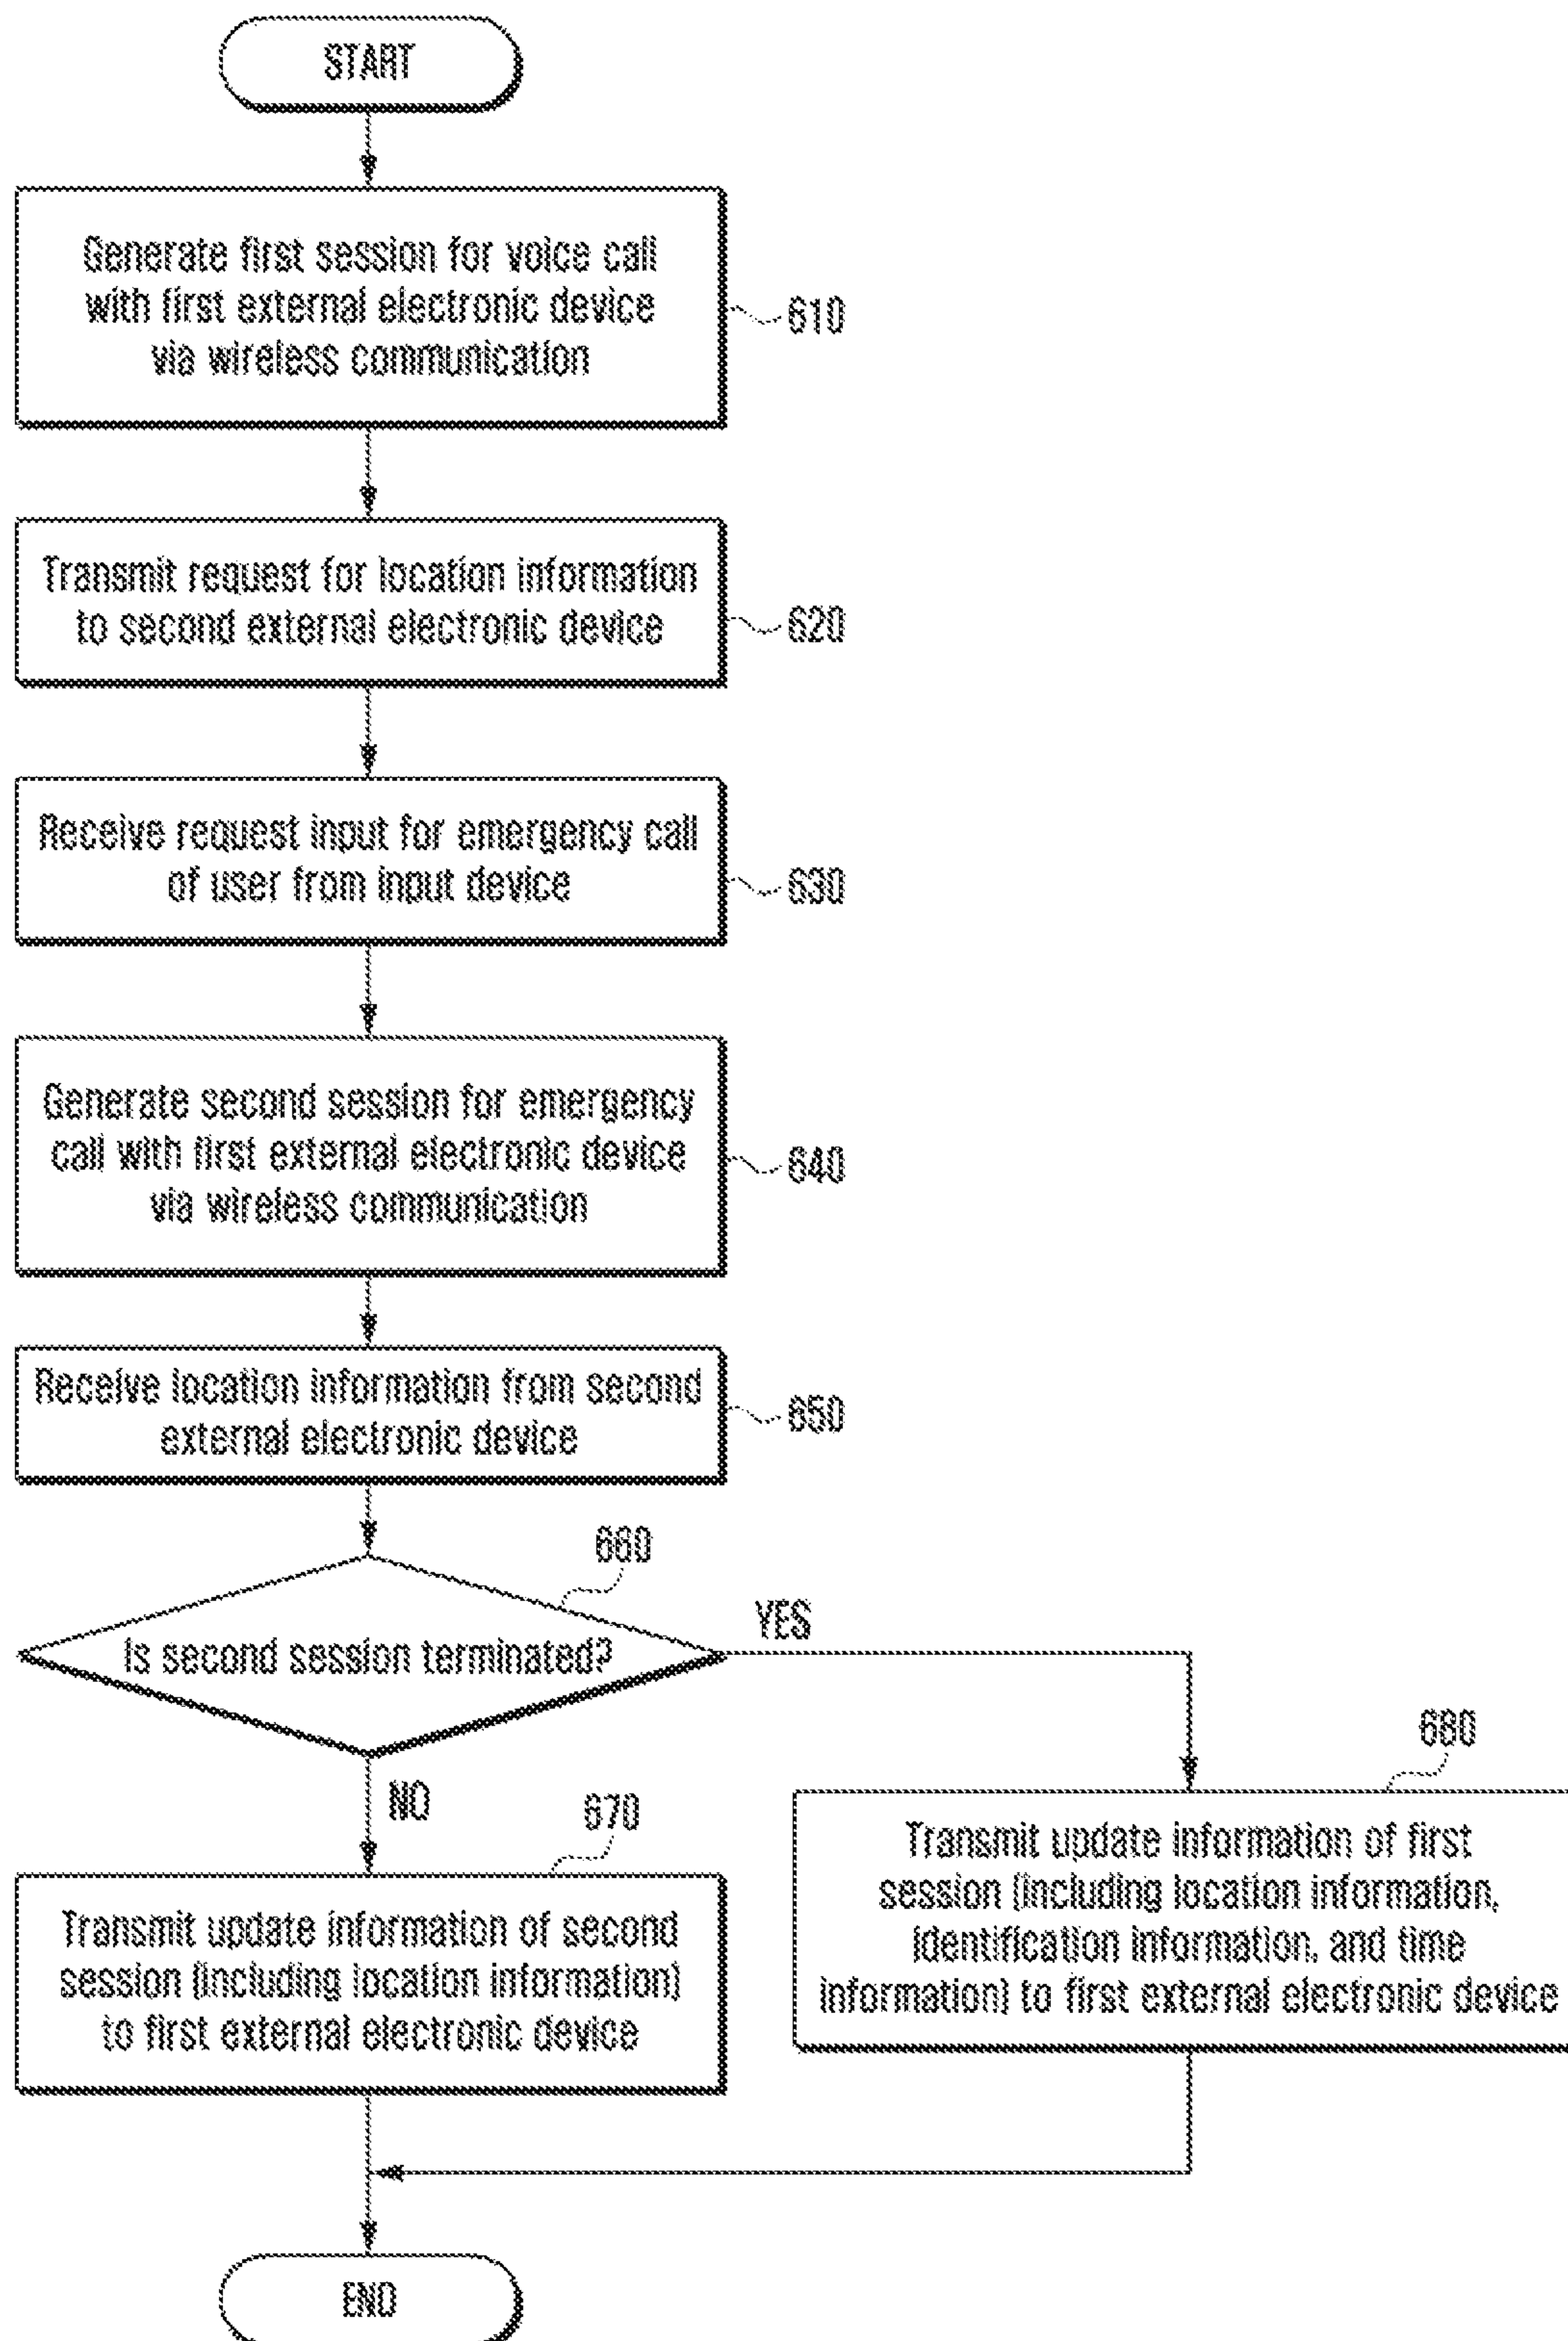 START
Generate first session for voice call
with first external electronic device
via wireless communication
610
Transmit request for location information
to second external electronic device
620
Receive request input for emergency call
of user from input device
630
Generate second session for emergency
call with first external electronic device
via wireless communication
640
Receive location information from second
external electronic device
650
660
Is second session terminated?
YES
NO
670
Transmit update information of second
session (including location information)
to first external electronic device
680
Transmit update information of first
session (including location information,
identification information, and time
information) to first external electronic device
END